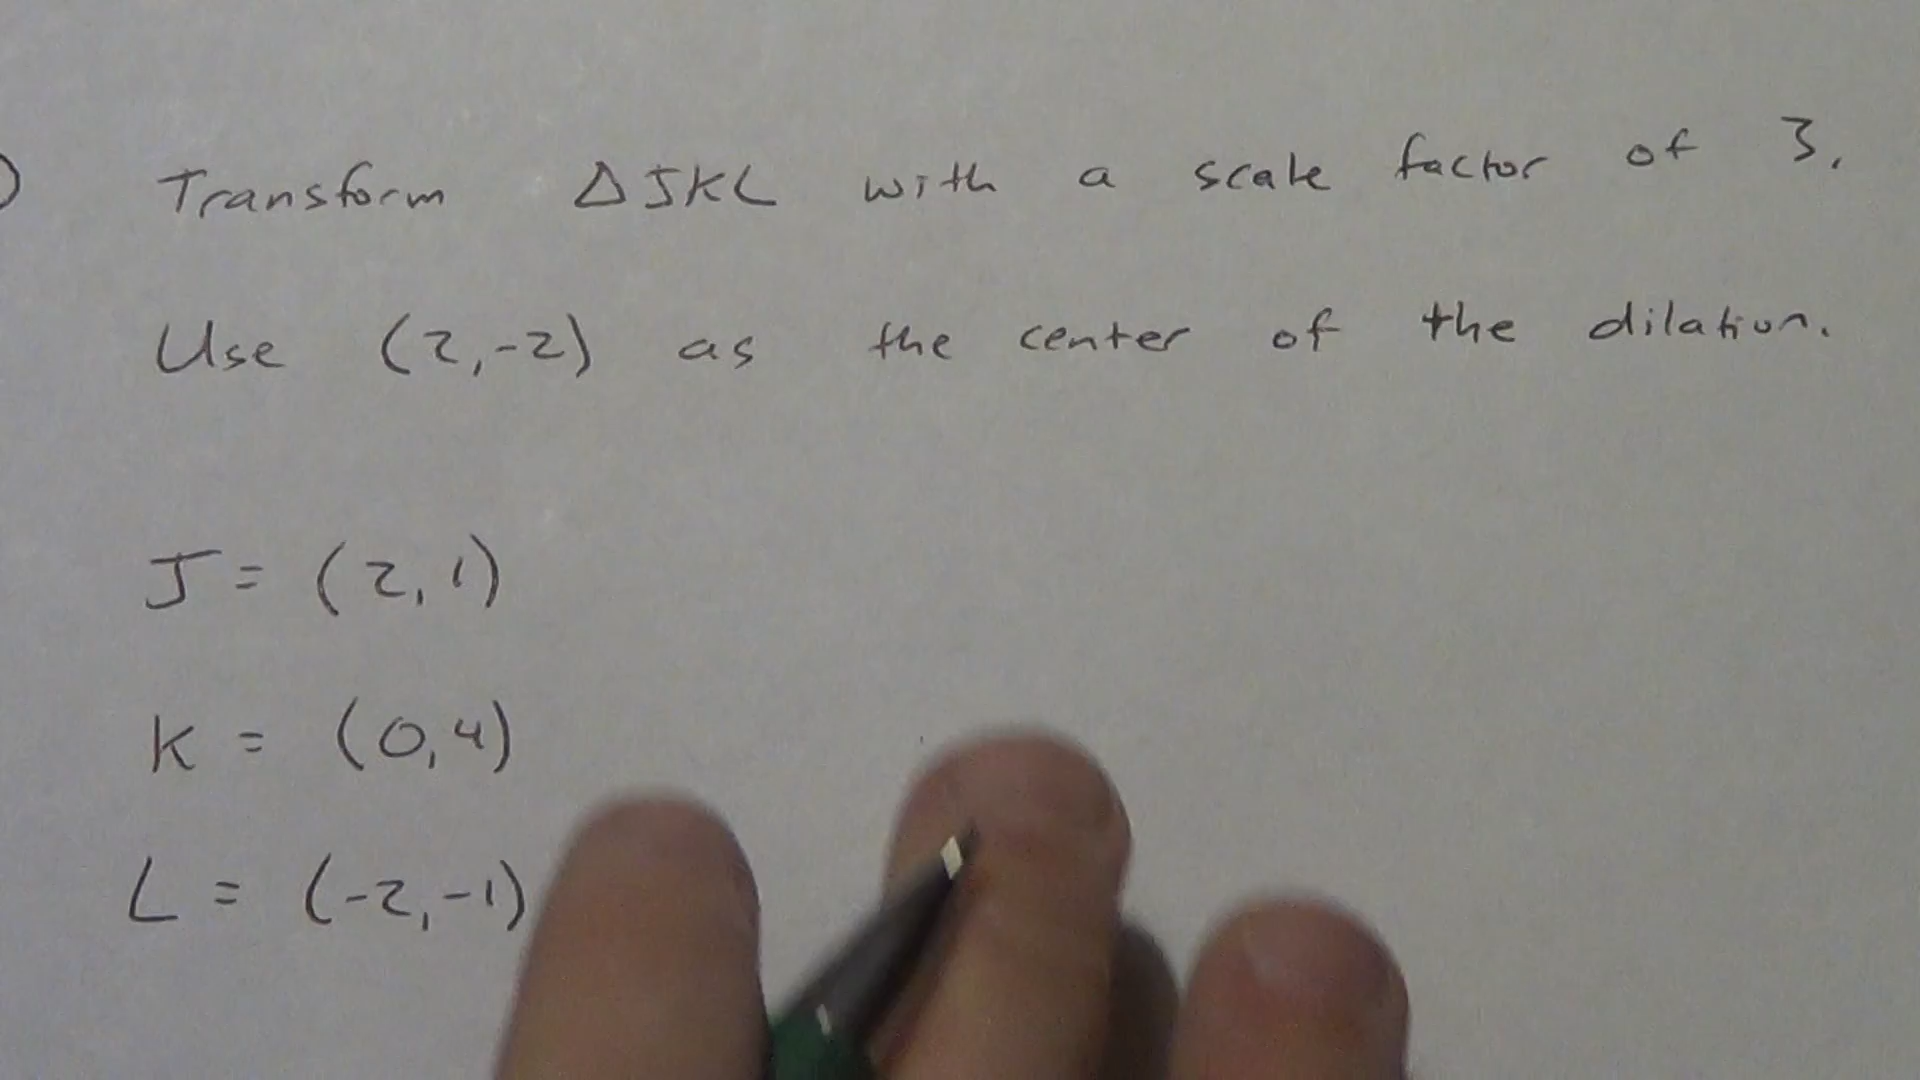 ) Transform △JKL with a scale factor of 3.
Use (2,-2) as the center of the dilation.
J = (2,1)
K = (0,4)
L = (-2,-1)